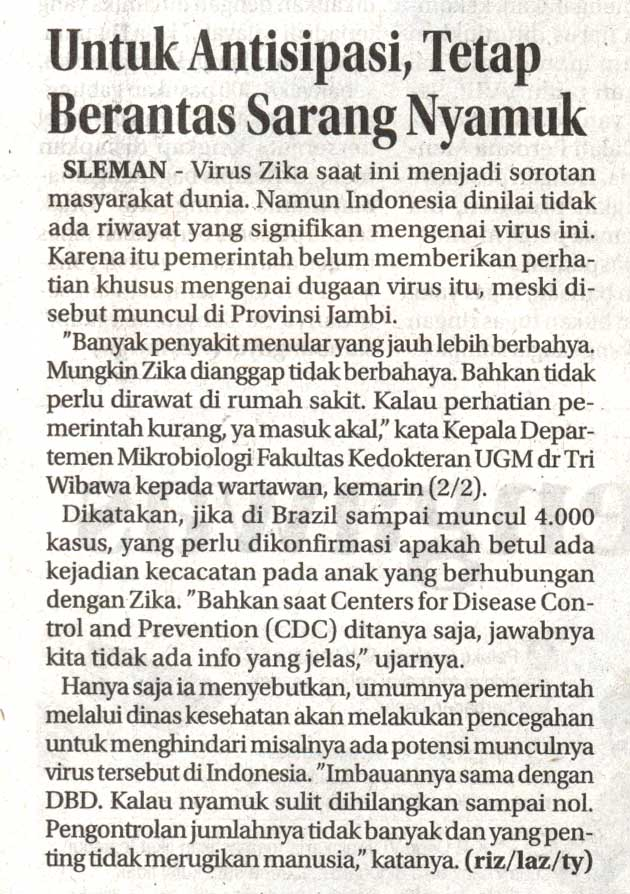 Untuk Antisipasi, Tetap
Berantas Sarang Nyamuk
SLEMAN - Virus Zika saat ini menjadi sorotan
masyarakat dunia. Namun Indonesia dinilai tidak
ada riwayat yang signifikan mengenai virus ini.
Karena itu pemerintah belum memberikan perha-
tian khusus mengenai dugaan virus itu, meski di-
sebut muncul di Provinsi Jambi.
"Banyak penyakit menular yang jauh lebih berbahya.
Mungkin Zika dianggap tidak berbahaya. Bahkan tidak
perlu dirawat di rumah sakit. Kalau perhatian pe-
merintah kurang, ya masuk akal," kata Kepala Depar-
temen Mikrobiologi Fakultas Kedokteran UGM dr Tri
Wibawa kepada wartawan, kemarin (2/2).
Dikatakan, jika di Brazil sampai muncul 4.000
kasus, yang perlu dikonfirmasi apakah betul ada
kejadian kecacatan pada anak yang berhubungan
dengan Zika. "Bahkan saat Centers for Disease Con-
trol and Prevention (CDC) ditanya saja, jawabnya
kita tidak ada info yang jelas," ujarnya.
Hanya saja ia menyebutkan, umumnya pemerintah
melalui dinas kesehatan akan melakukan pencegahan
untuk menghindari misalnya ada potensi munculnya
virus tersebut di Indonesia. "Imbauannya sama dengan
DBD. Kalau nyamuk sulit dihilangkan sampai nol.
Pengontrolan jumlahnya tidak banyak dan yang pen-
ting tidak merugikan manusia," katanya. (riz/laz/ty)